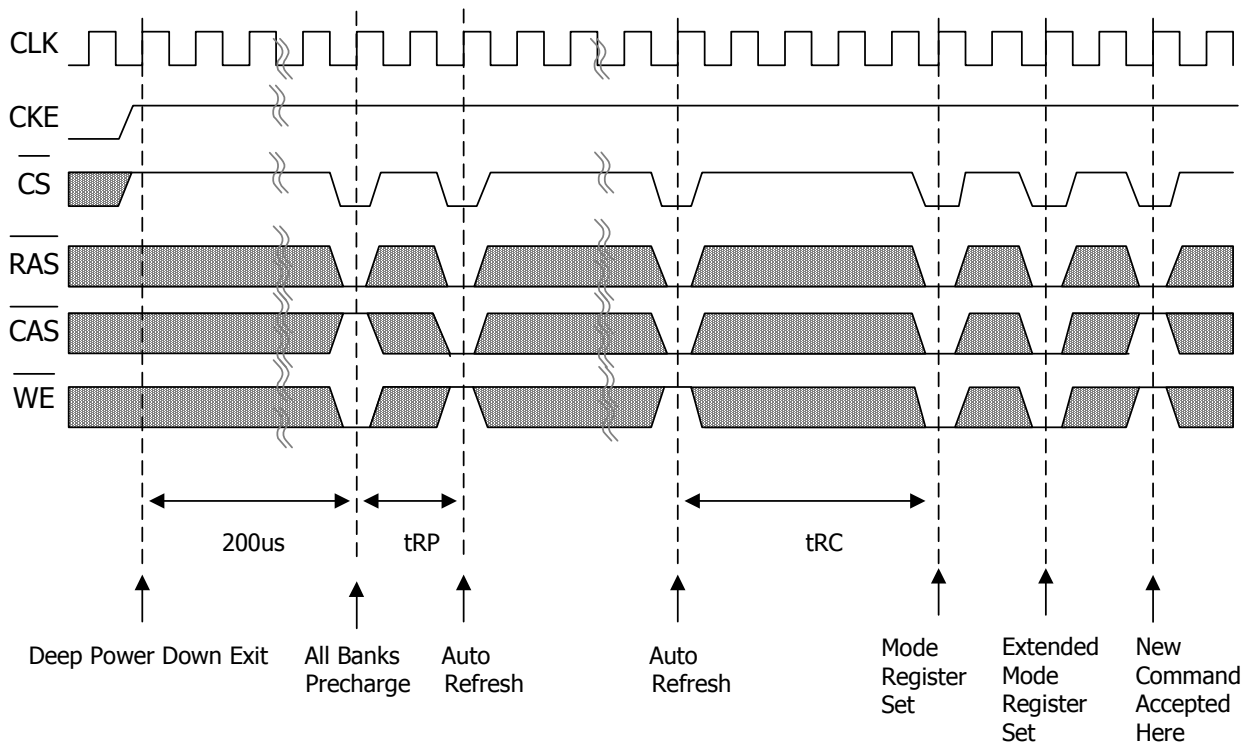 CLK
CKE
CS
RAS
CAS
WE
200us
tRP
tRC
Deep Power Down Exit
All Banks
Precharge
Auto
Refresh
Auto
Refresh
Mode
Register
Set
Extended
Mode
Register
Set
New
Command
Accepted
Here